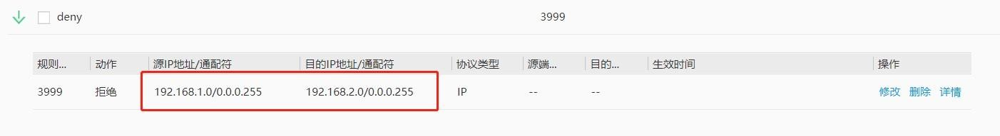 deny 3999
规则... 动作 源IP地址/通配符 目的IP地址/通配符 协议类型 源端... 目的... 生效时间 操作
3999 拒绝 192.168.1.0/0.0.0.255 192.168.2.0/0.0.0.255 IP -- -- 修改 删除 详情